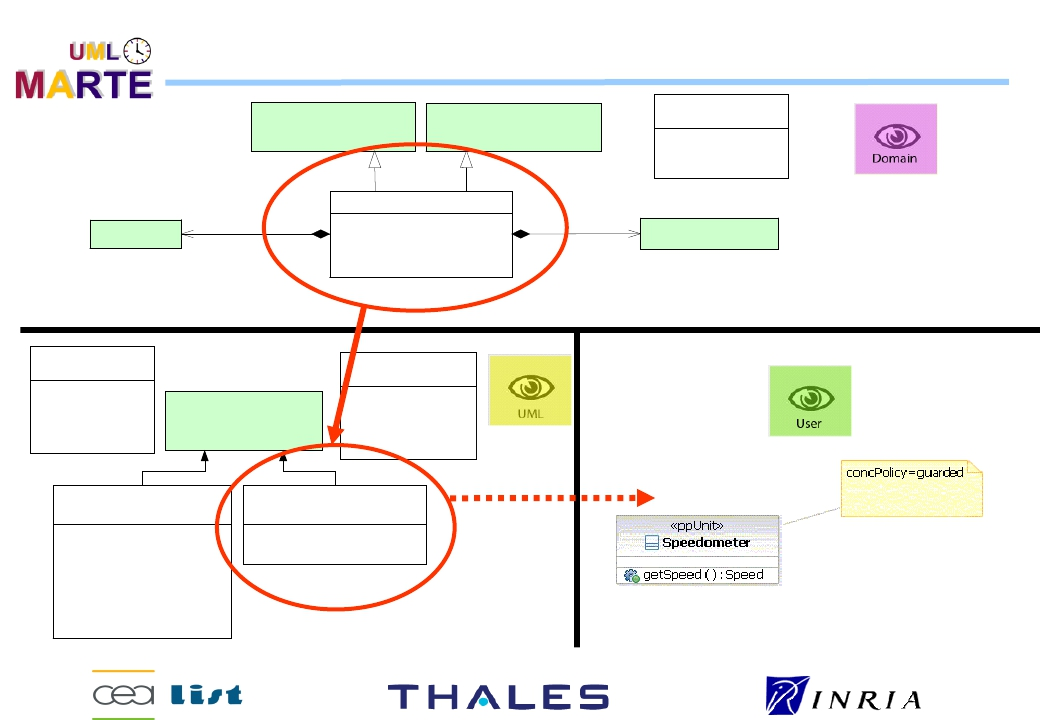 UML
MARTE
Domain
UML
User
concPolicy=guarded
«ppUnit»
Speedometer
getSpeed ( ) : Speed
cea list
THALES
INRIA